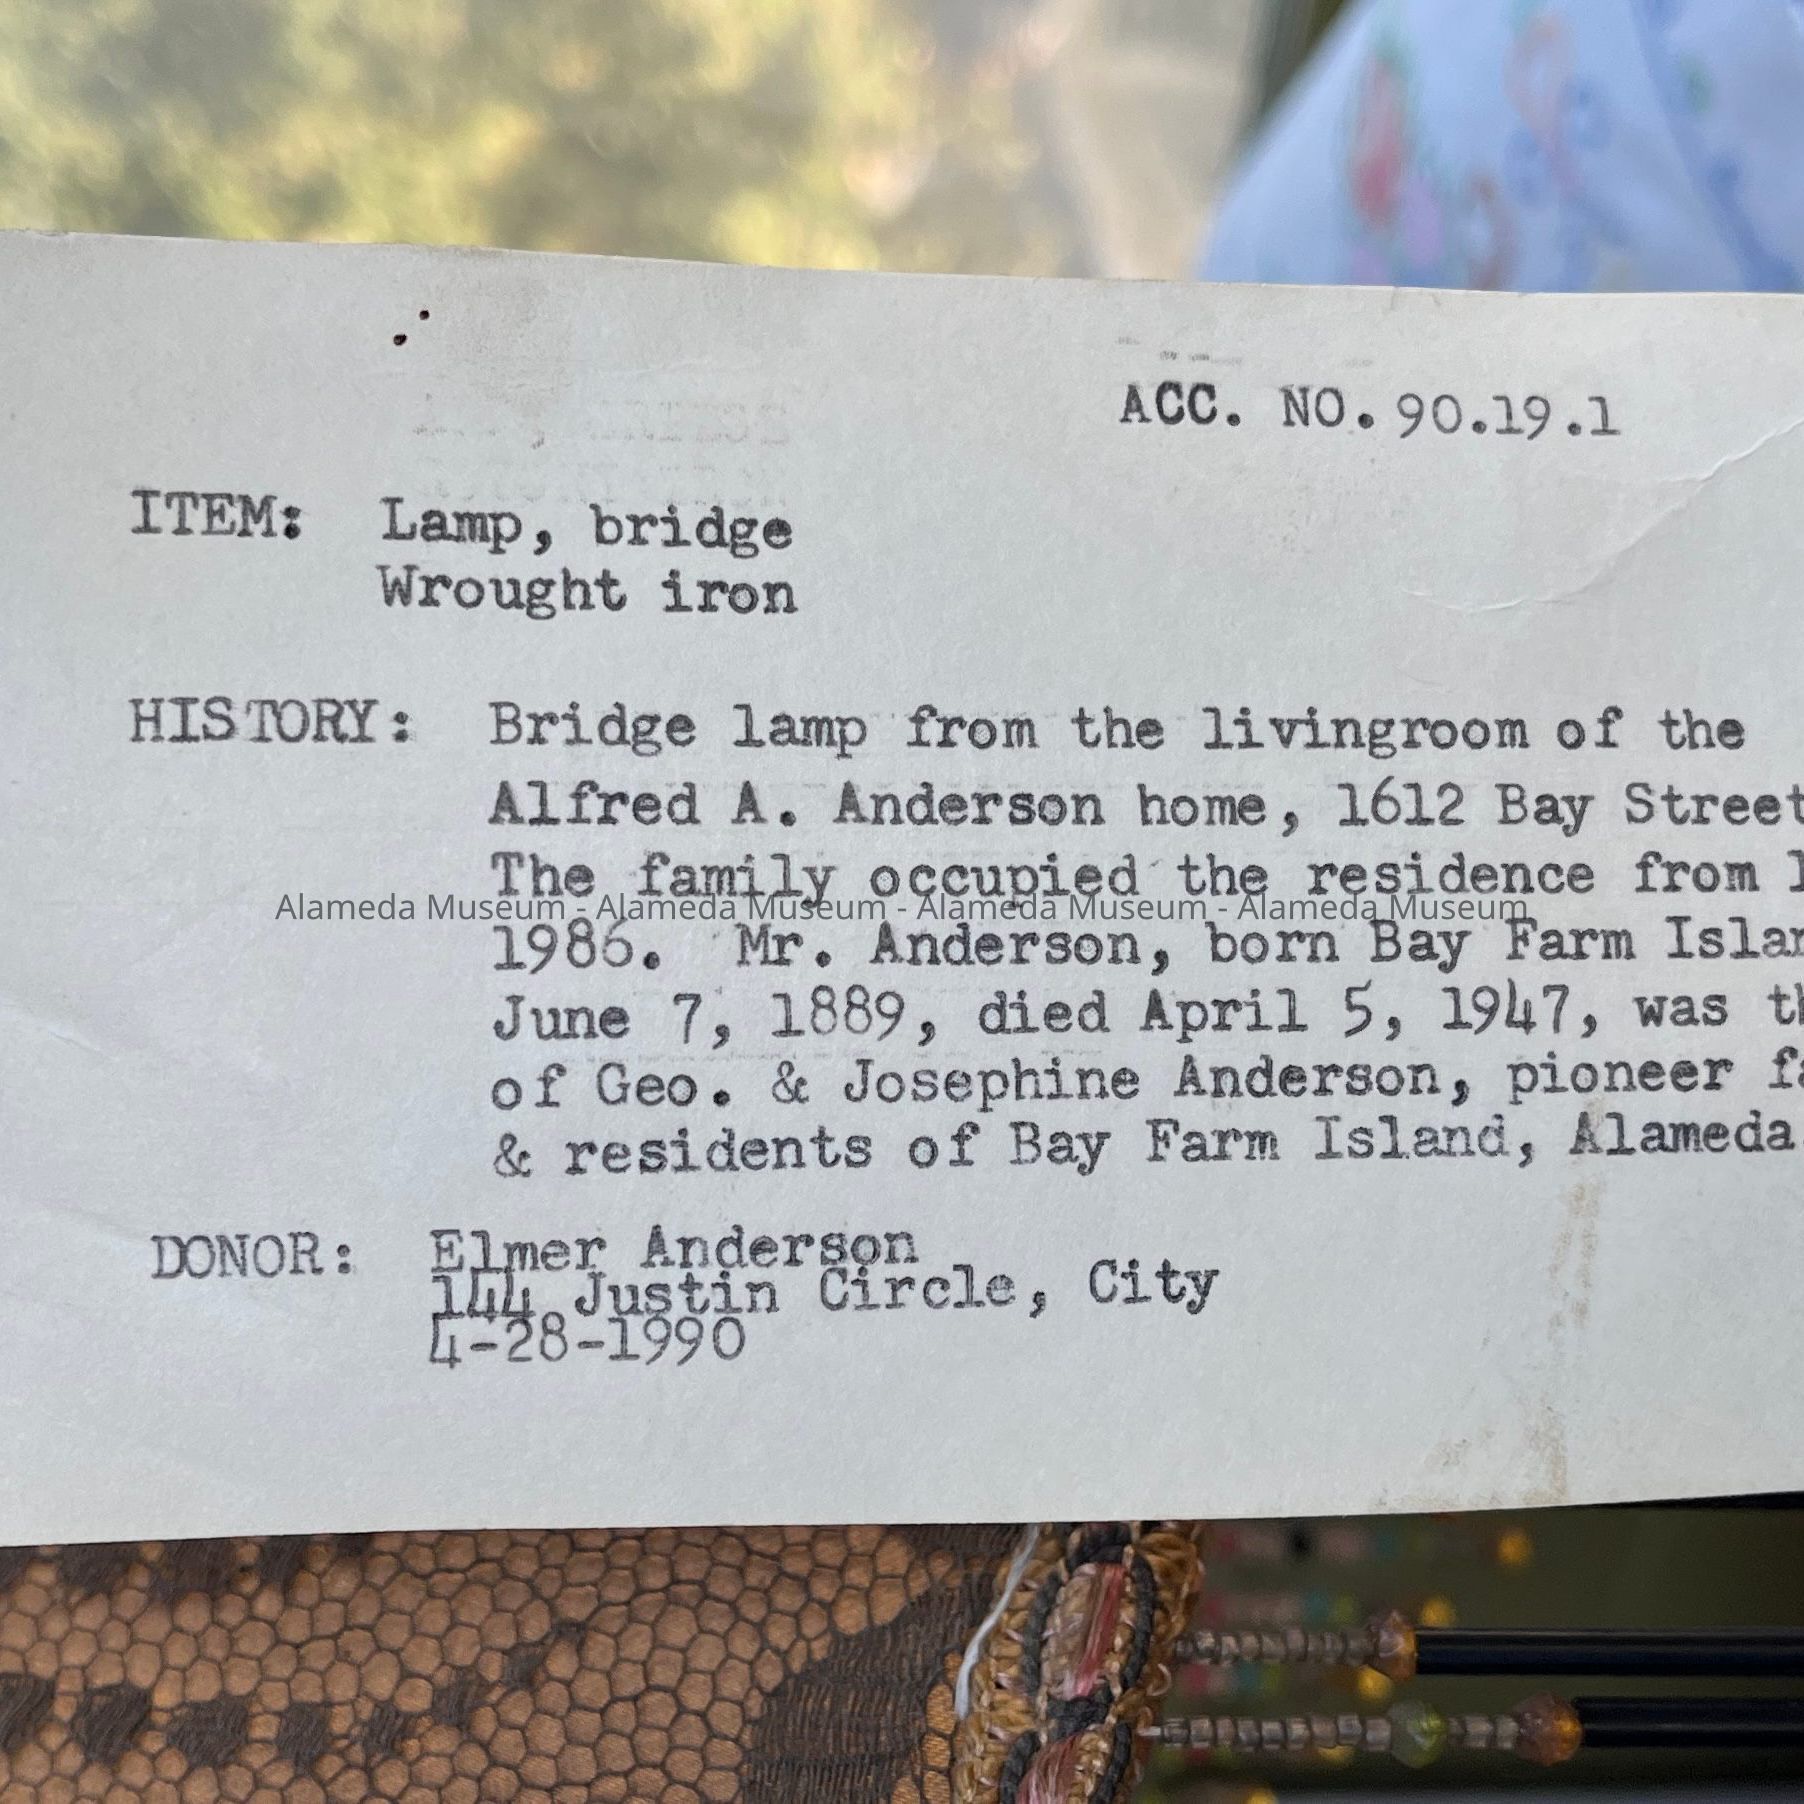 ACC. NO. 90.19.1
ITEM: Lamp, bridge
Wrought iron
HISTORY: Bridge lamp from the livingroom of the
Alfred A. Anderson home, 1612 Bay Street
The family occupied the residence from
Alameda Museum - Alameda Museum - Alameda Museum - Alameda Museum
1986. Mr. Anderson, born Bay Farm
June 7, 1889, died April 5, 1947, was
of Geo. & Josephine Anderson, pioneer
& residents of Bay Farm Island, Alameda
DONOR: Elmer Anderson
144 Justin Circle, City
4-28-1990